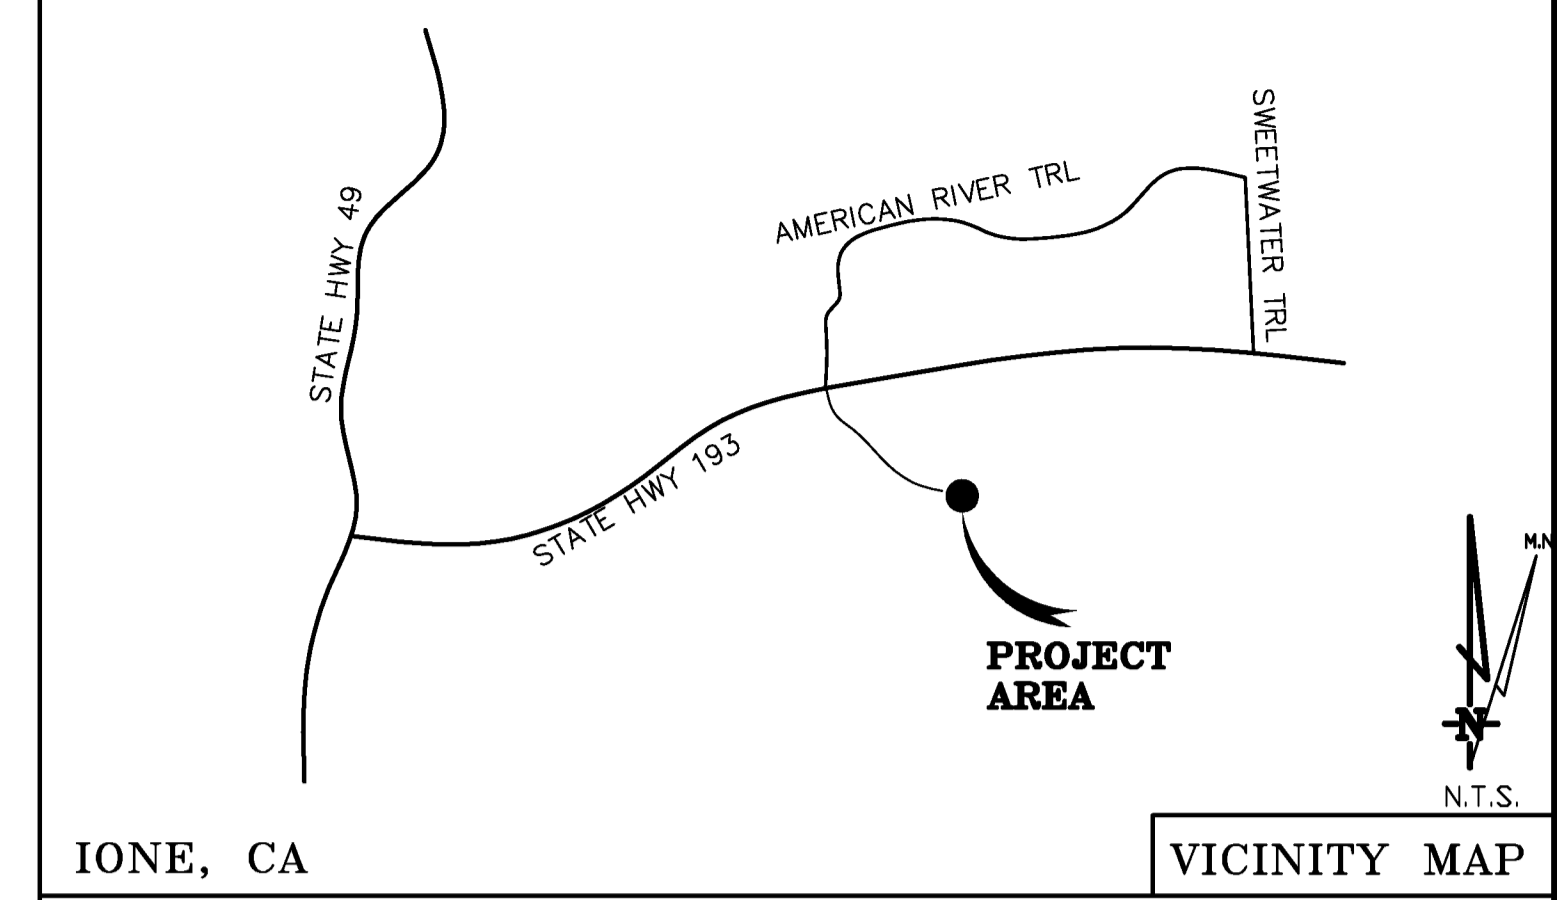 SWEETWATER TRL
AMERICAN RIVER TRL
STATE HWY 49
STATE HWY 193
M.N
PROJECT
AREA
N
N.T.S.
IONE, CA
VICINITY MAP